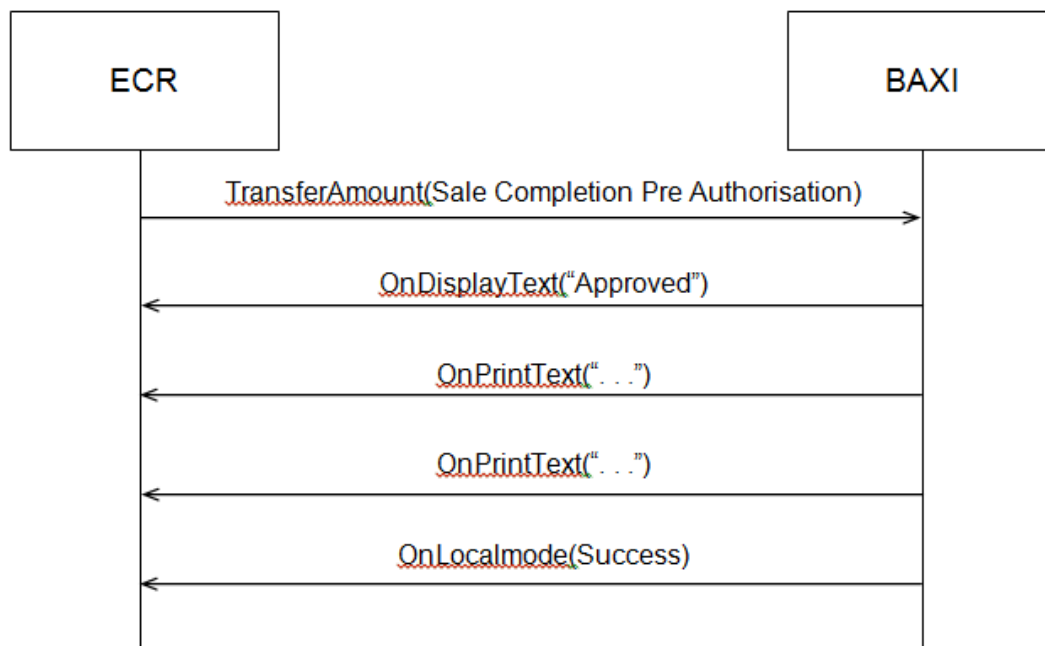 ECR
BAXI
TransferAmount(Sale Completion Pre Authorisation)
OnDisplayText(“Approved”)
OnPrintText(“. . .”)
OnPrintText(“. . .”)
OnLocalmode(Success)